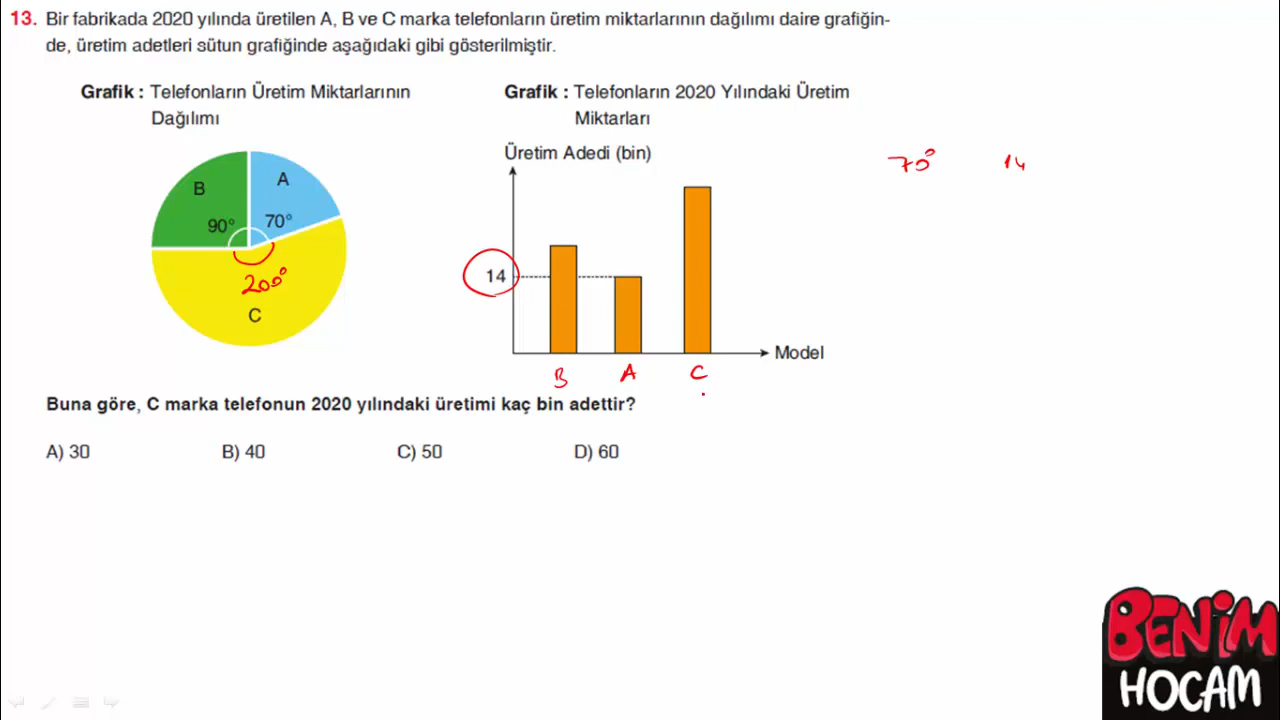 13. Bir fabrikada 2020 yılında üretilen A, B ve C marka telefonların üretim miktarlarının dağılımı daire grafiğin-
de, üretim adetleri sütun grafiğinde aşağıdaki gibi gösterilmiştir.
Grafik : Telefonların Üretim Miktarlarının
Dağılımı
Grafik : Telefonların 2020 Yılındaki Üretim
Miktarları
B
A
90°
70°
200°
C
Üretim Adedi (bin)
14
Model
B A C
70° 14
Buna göre, C marka telefonun 2020 yılındaki üretimi kaç bin adettir?
A) 30 B) 40 C) 50 D) 60
BENiM
HOCAM